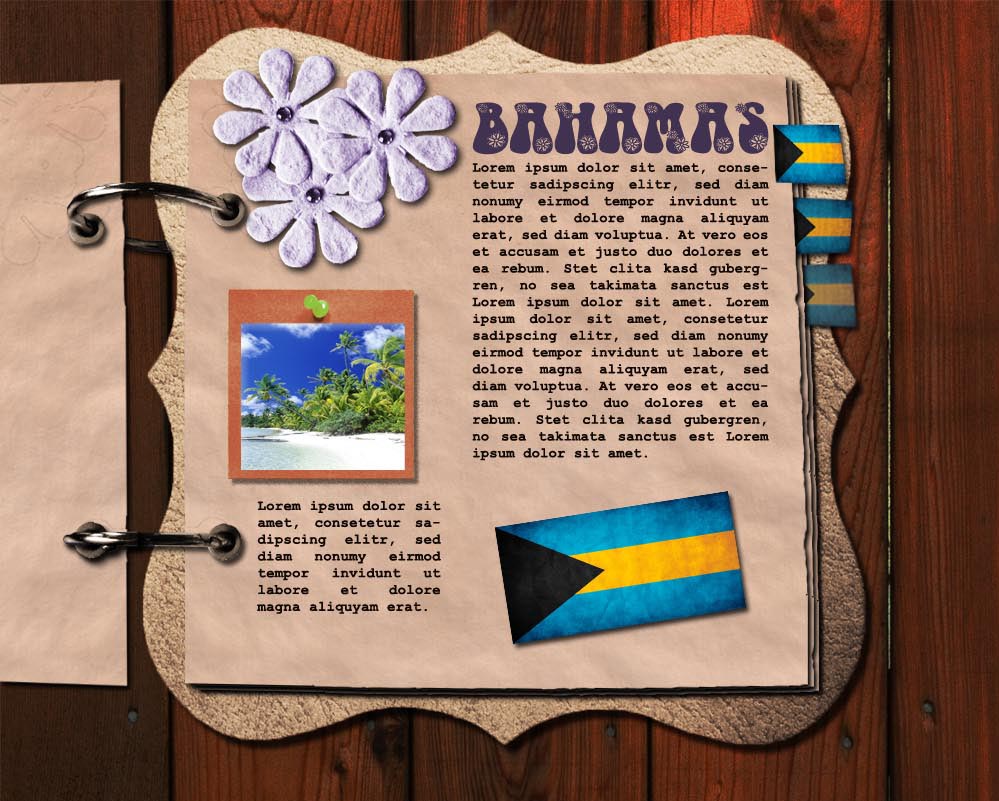 BAHAMAS
Lorem ipsum dolor sit amet, conse-
tetur sadipscing elitr, sed diam
nonumy eirmod tempor invidunt ut
labore et dolore magna aliquyam
erat, sed diam voluptua. At vero eos
et accusam et justo duo dolores et
ea rebum. Stet clita kasd guberg-
ren, no sea takimata sanctus est
Lorem ipsum dolor sit amet. Lorem
ipsum dolor sit amet, consetetur
sadipscing elitr, sed diam nonumy
eirmod tempor invidunt ut labore et
dolore magna aliquyam erat, sed
diam voluptua. At vero eos et accu-
sam et justo duo dolores et ea
rebum. Stet clita kasd gubergren,
no sea takimata sanctus est Lorem
ipsum dolor sit amet.
Lorem ipsum dolor sit
amet, consetetur sa-
dipscing elitr, sed
diam nonumy eirmod
tempor invidunt ut
labore et dolore
magna aliquyam erat.